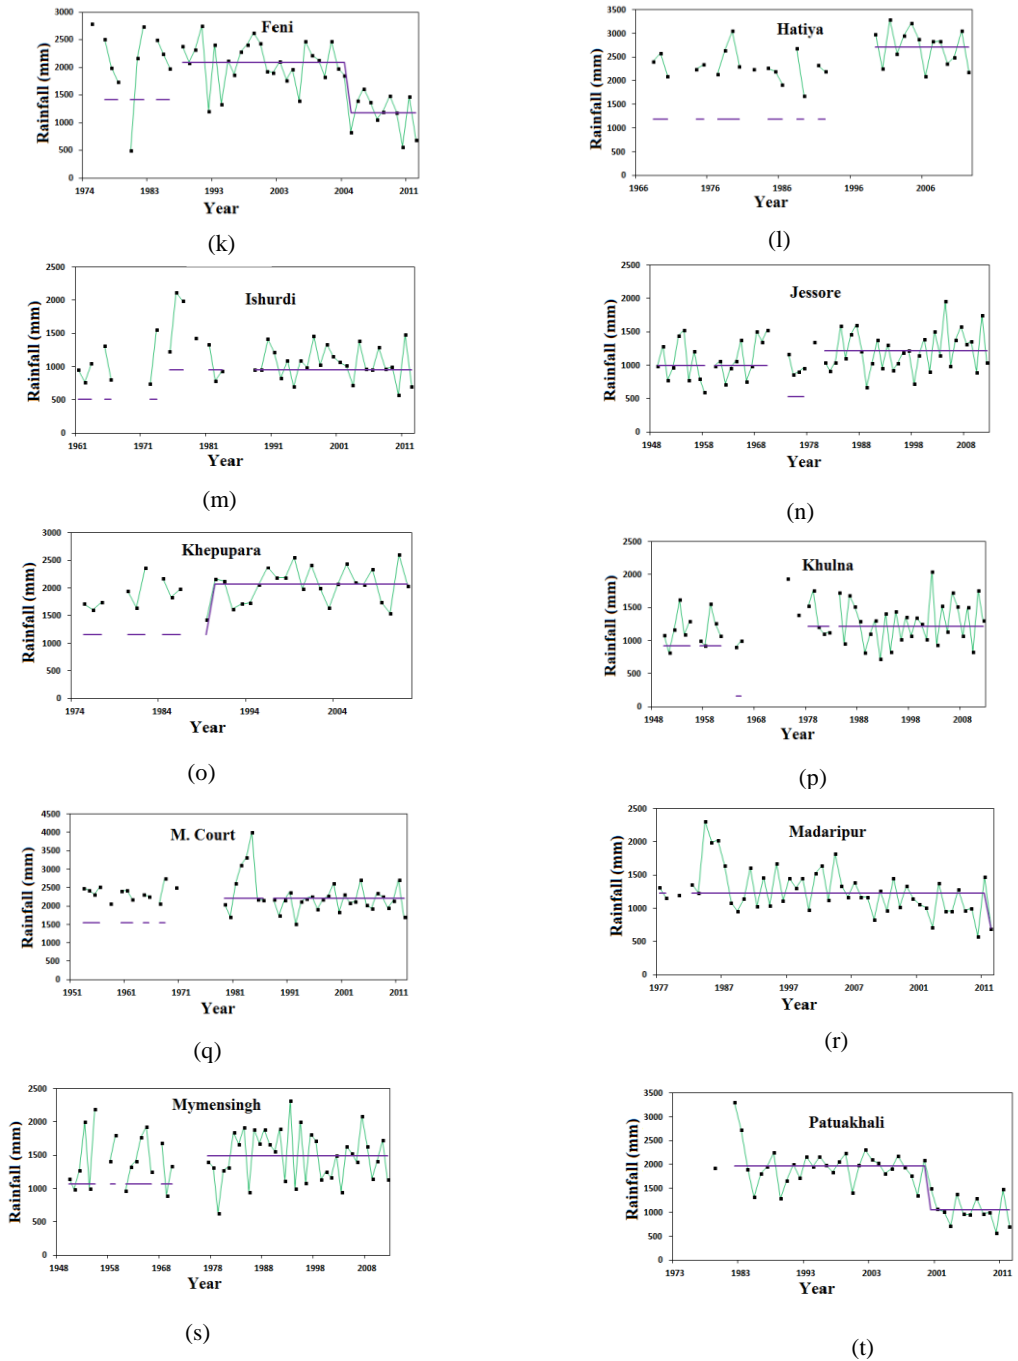 Feni
Rainfall (mm)
3000
2500
2000
1500
1000
500
0
1974 1983 1993 2003 2004 2011
Year
(k)
Hatiya
Rainfall (mm)
3500
3000
2500
2000
1500
1000
500
0
1966 1976 1986 1996 2006
Year
(l)
Ishurdi
Rainfall (mm)
2500
2000
1500
1000
500
0
1961 1971 1981 1991 2001 2011
Year
(m)
Jessore
Rainfall (mm)
2500
2000
1500
1000
500
0
1948 1958 1968 1978 1988 1998 2008
Year
(n)
Khepupara
Rainfall (mm)
3000
2500
2000
1500
1000
500
0
1974 1984 1994 2004
Year
(o)
Khulna
Rainfall (mm)
2500
2000
1500
1000
500
0
1948 1958 1968 1978 1988 1998 2008
Year
(p)
M. Court
Rainfall (mm)
4500
4000
3500
3000
2500
2000
1500
1000
500
0
1951 1961 1971 1981 1991 2001 2011
Year
(q)
Madaripur
Rainfall (mm)
2500
2000
1500
1000
500
0
1977 1987 1997 2007 2001 2011
Year
(r)
Mymensingh
Rainfall (mm)
2500
2000
1500
1000
500
0
1948 1958 1968 1978 1988 1998 2008
Year
(s)
Patuakhali
Rainfall (mm)
3500
3000
2500
2000
1500
1000
500
0
1973 1983 1993 2003 2001 2011
Year
(t)